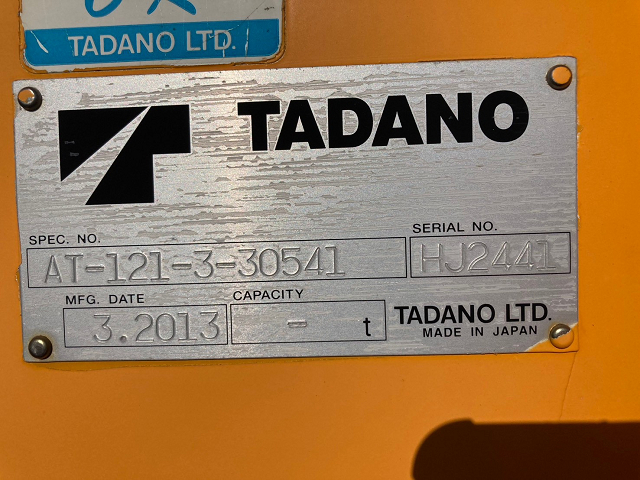 TADANO LTD.
TADANO
SPEC. NO.
AT-121-3-30541
SERIAL NO.
HJ2441
MFG. DATE
3.2013
CAPACITY
- t
TADANO LTD.
MADE IN JAPAN